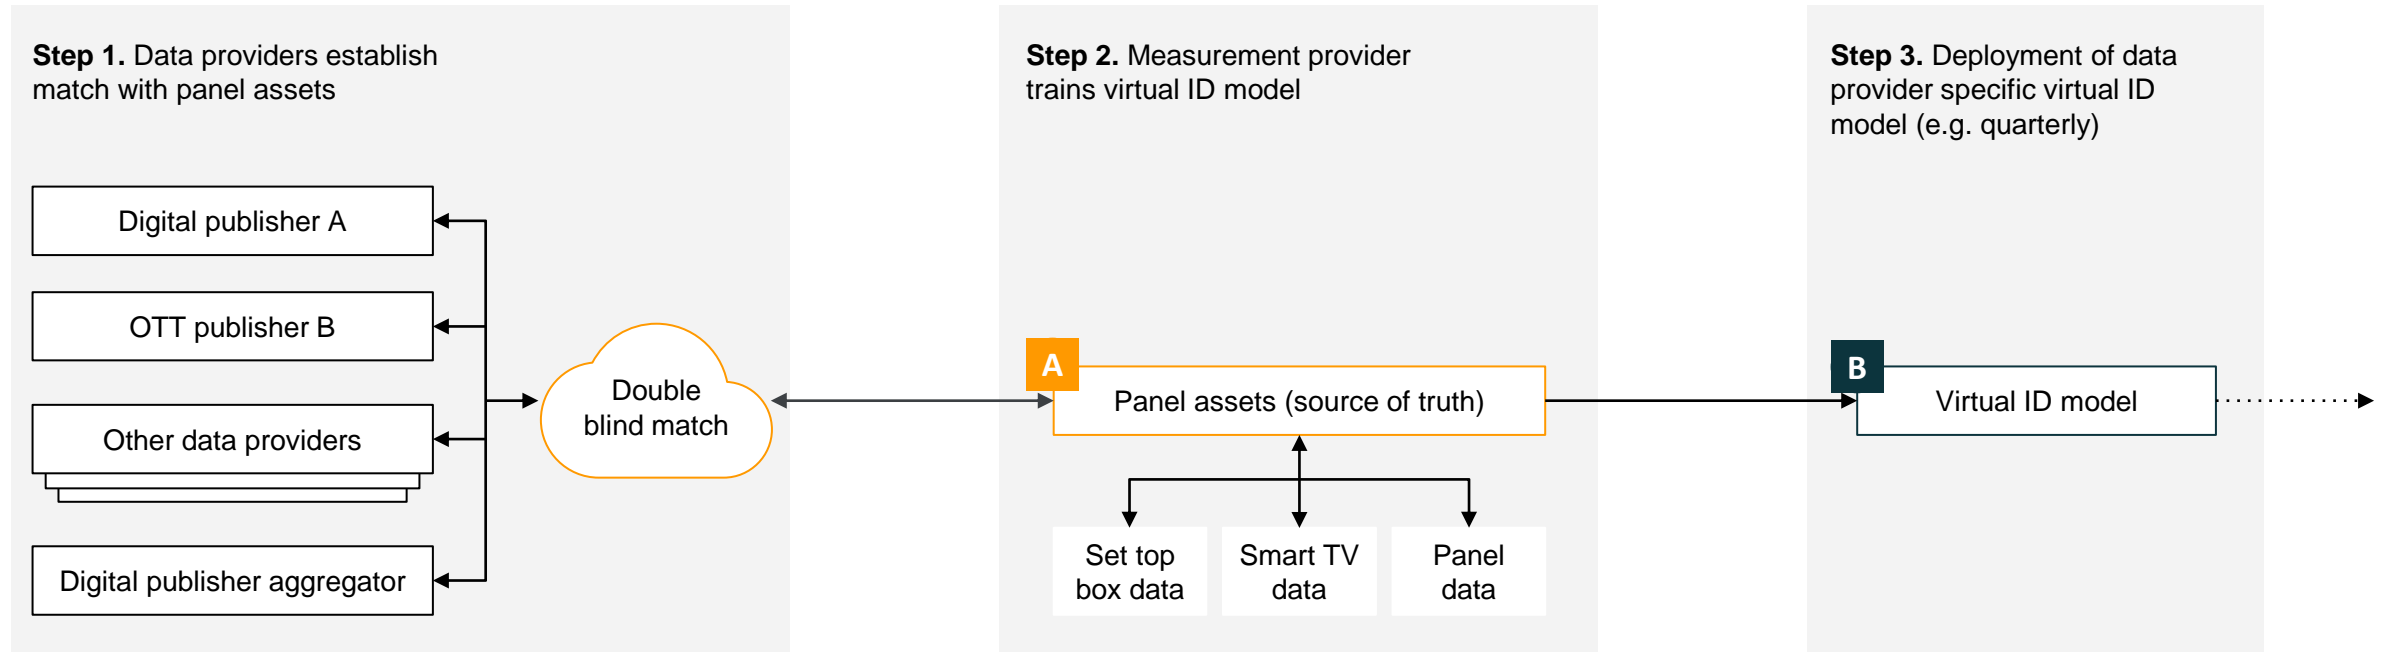 Step 1. Data providers establish
match with panel assets
Digital publisher A
OTT publisher B
Other data providers
Digital publisher aggregator
Double
blind match
Step 2. Measurement provider
trains virtual ID model
A
Panel assets (source of truth)
Set top
box data
Smart TV
data
Panel
data
Step 3. Deployment of data
provider specific virtual ID
model (e.g. quarterly)
B
Virtual ID model